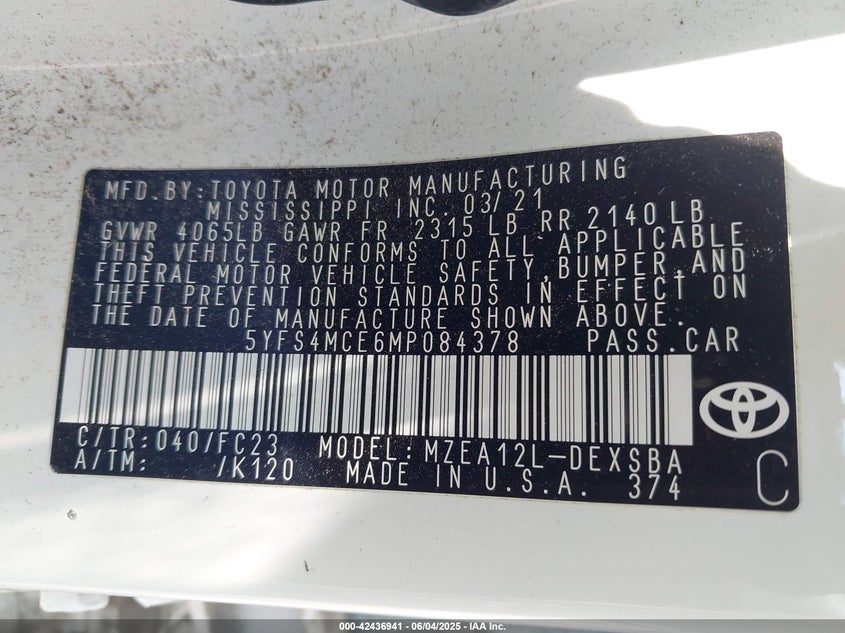 MFD.BY:TOYOTA MOTOR MANUFACTURING
MISSISSIPPI INC. 03/21
GVWR 4065LB GAWR FR 2315 LB RR 2140 LB
THIS VEHICLE CONFORMS TO ALL APPLICABLE
FEDERAL MOTOR VEHICLE SAFETY,BUMPER,AND
THEFT PREVENTION STANDARDS IN EFFECT ON
THE DATE OF MANUFACTURE SHOWN ABOVE.
5YFS4MCE6MP084378 PASS.CAR
C/TR:040/FC23 MODEL:MZEA12L-DEXSBA
A/TM: /K120 MADE IN U.S.A. 374
C
000-42436941 / 06/04/2025 - IAA Inc.